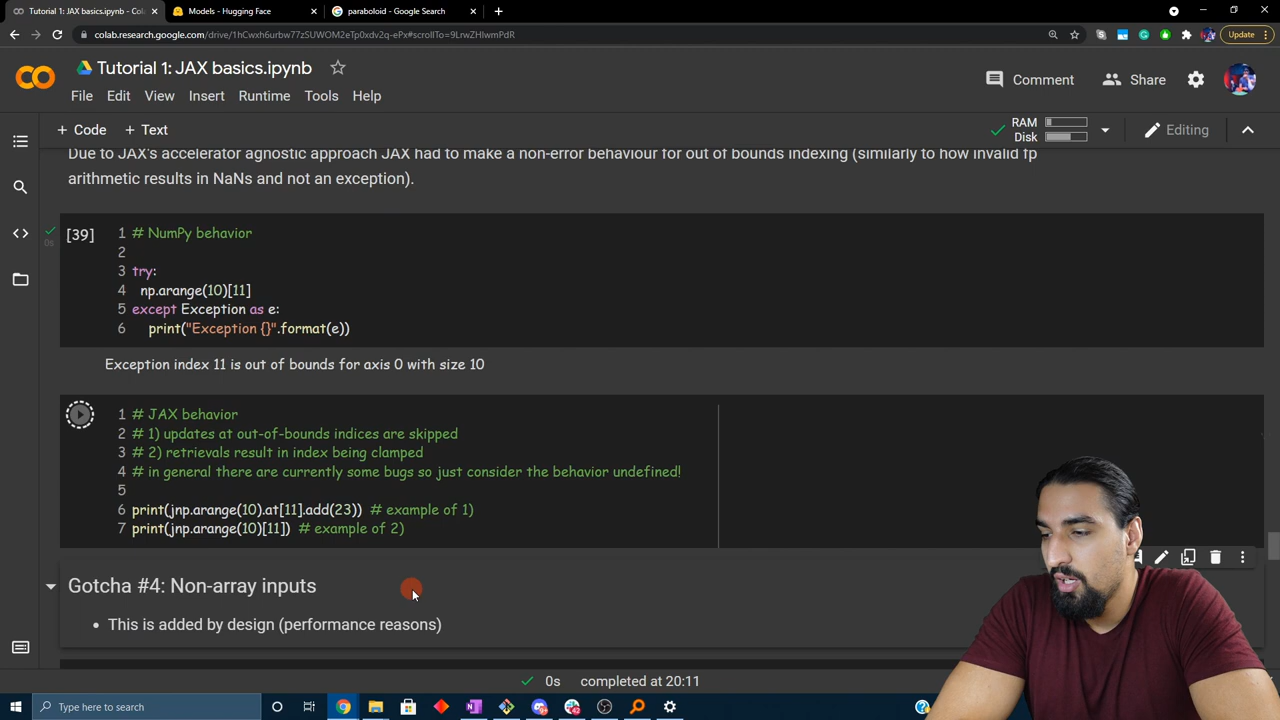 Tutorial 1: JAX basics.ipynb - Col
Models - Hugging Face
paraboloid - Google Search
colab.research.google.com/drive/1hCwxh6urbw77zSUWOM2eTp0xdv2q-ePx#scrollTo=9LrwZHlwmPdR
Update
Tutorial 1: JAX basics.ipynb
Comment
Share
File Edit View Insert Runtime Tools Help
+ Code + Text
RAM
Disk
Editing
Due to JAX's accelerator agnostic approach JAX had to make a non-error behaviour for out of bounds indexing (similarly to how invalid fp
arithmetic results in NaNs and not an exception).
[39]
0s
1 # NumPy behavior
2
3 try:
4 np.arange(10)[11]
5 except Exception as e:
6 print("Exception {}".format(e))
Exception index 11 is out of bounds for axis 0 with size 10
1 # JAX behavior
2 # 1) updates at out-of-bounds indices are skipped
3 # 2) retrievals result in index being clamped
4 # in general there are currently some bugs so just consider the behavior undefined!
5
6 print(jnp.arange(10).at[11].add(23)) # example of 1)
7 print(jnp.arange(10)[11]) # example of 2)
Gotcha #4: Non-array inputs
• This is added by design (performance reasons)
0s completed at 20:11
Type here to search